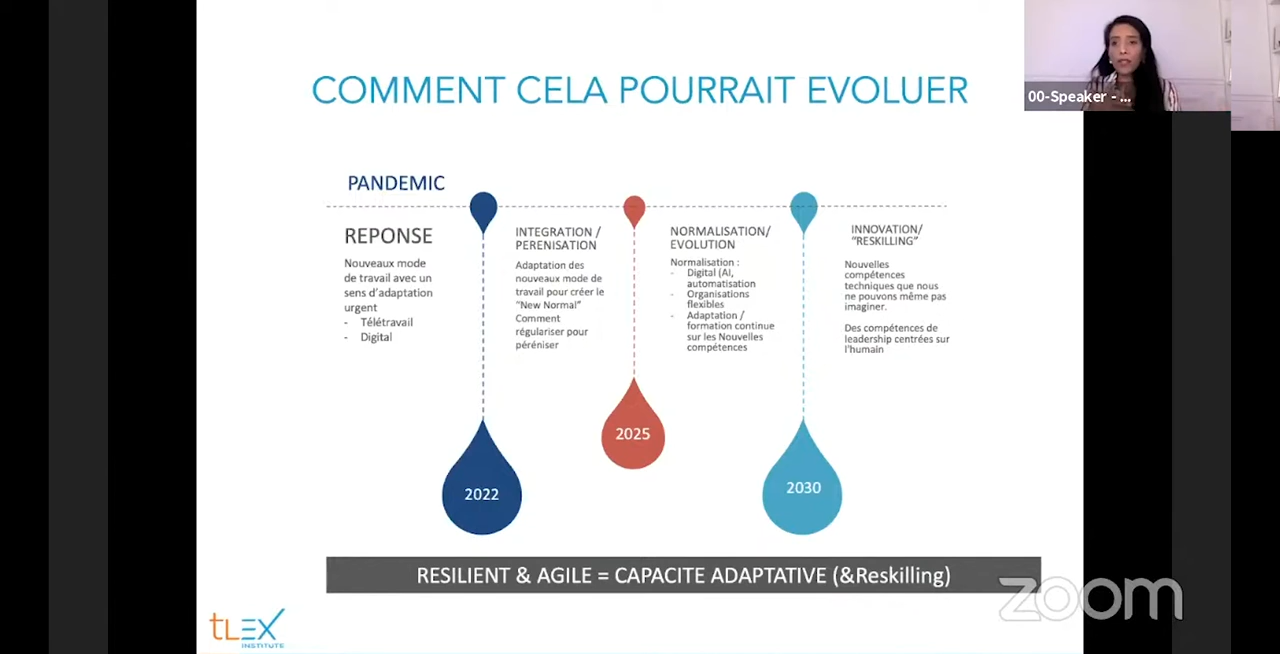 COMMENT CELA POURRAIT EVOLUER
00-Speaker - ...
PANDEMIC
REPONSE
Nouveaux mode
de travail avec un
sens d'adaptation
urgent
- Télétravail
- Digital
INTEGRATION /
PERENISATION
Adaptation des
nouveaux mode de
travail pour créer le
"New Normal"
Comment
régulariser pour
péréniser
NORMALISATION/
EVOLUTION
Normalisation :
- Digital (AI,
automatisation
- Organisations
flexibles
- Adaptation /
formation continue
sur les Nouvelles
compétences
INNOVATION/
"RESKILLING"
Nouvelles
compétences
techniques que nous
ne pouvons même pas
imaginer.
Des compétences de
leadership centrées sur
l'humain
2022
2025
2030
RESILIENT & AGILE = CAPACITE ADAPTATIVE (&Reskilling)
zoom
tLEX
INSTITUTE